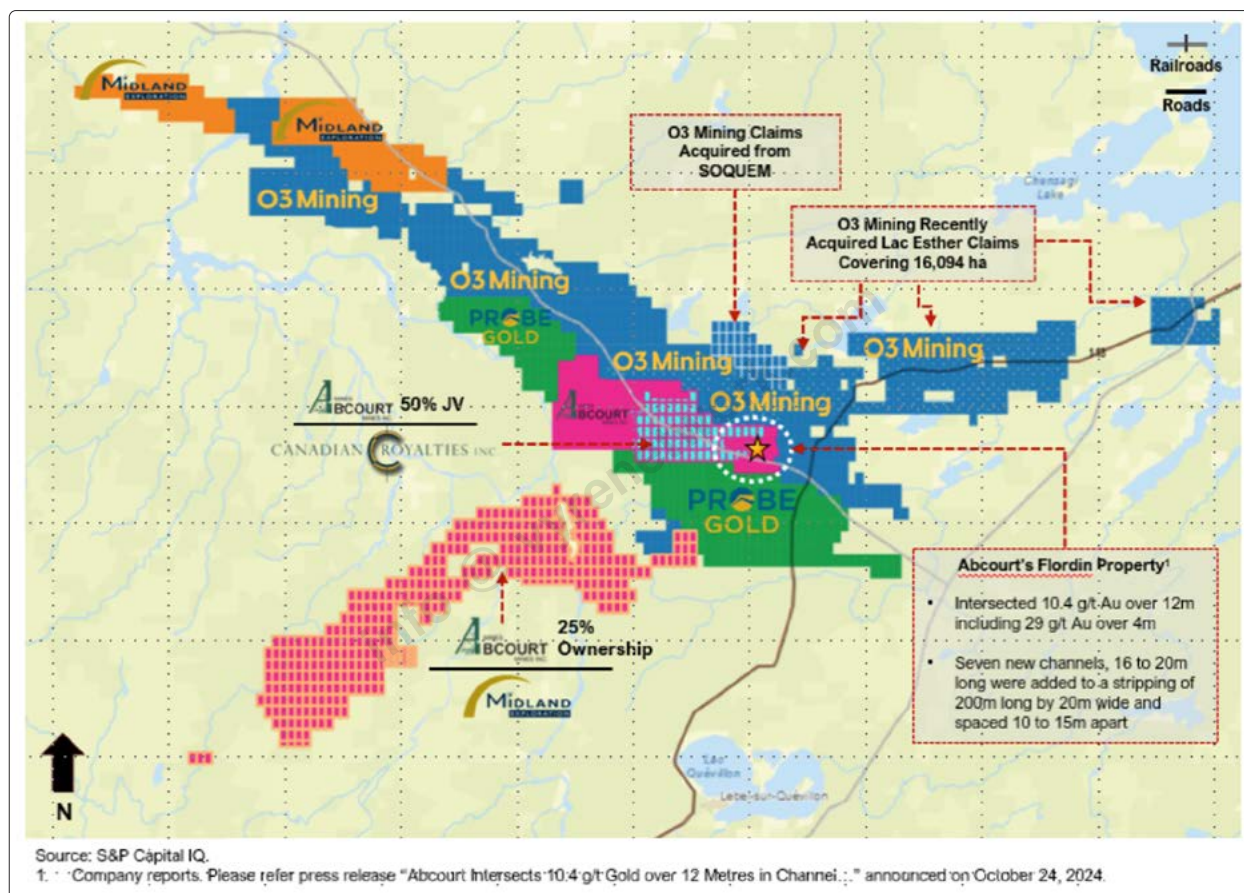 MIDLAND
EXPLORATION
MIDLAND
EXPLORATION
Railroads
Roads
O3 Mining Claims
Acquired from
SOQUEM
O3 Mining
O3 Mining Recently
Acquired Lac Esther Claims
Covering 16,094 ha
O3 Mining
PROBE
GOLD
O3 Mining
O3 Mining
O3 Mining
ABCOURT
50% JV
CANADIAN ROYALTIES INC
ABCOURT
PROBE
GOLD
ABCOURT
MINES INC
25%
Ownership
MIDLAND
EXPLORATION
Abcourt's Flordin Property¹
• Intersected 10.4 g/t Au over 12m
including 29 g/t Au over 4m
• Seven new channels, 16 to 20m
long were added to a stripping of
200m long by 20m wide and
spaced 10 to 15m apart
Lac
Quévillon
Lebel-sur-Quévillon
N
Source: S&P Capital IQ.
1. Company reports. Please refer press release "Abcourt Intersects 10.4 g/t Gold over 12 Metres in Channel..." announced on October 24, 2024.